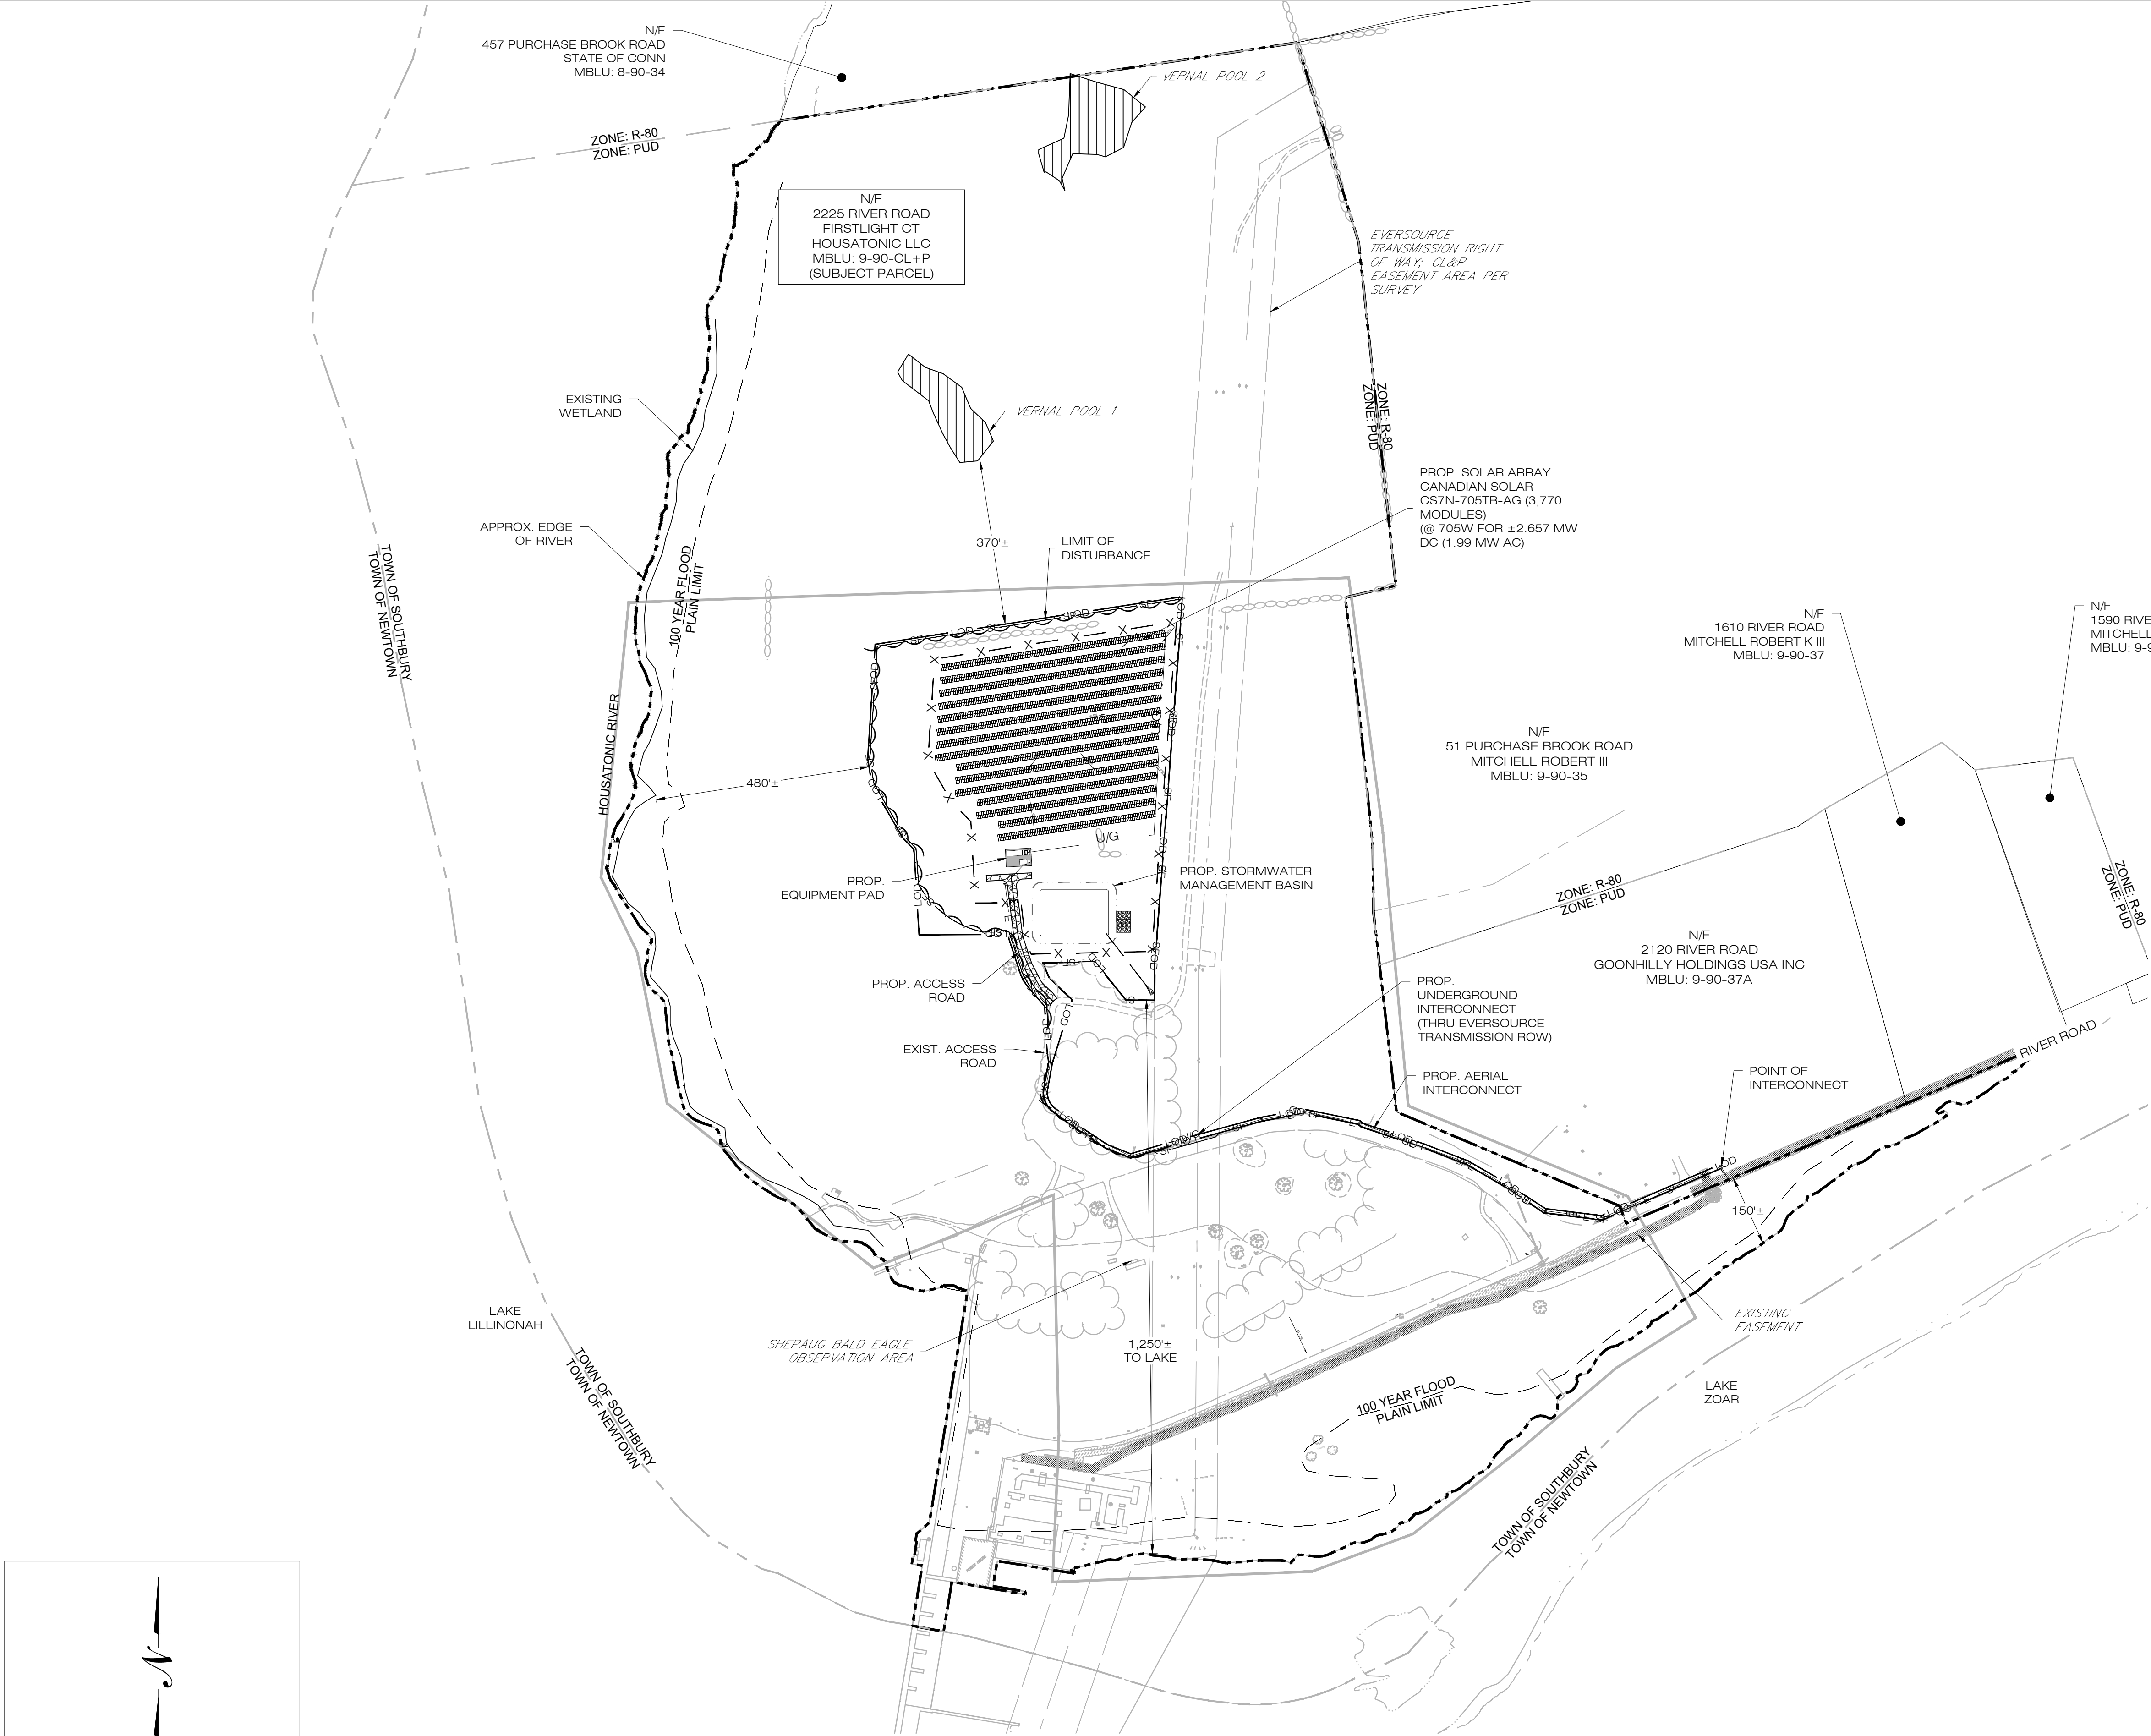 N/F
457 PURCHASE BROOK ROAD
STATE OF CONN
MBLU: 8-90-34
VERNAL POOL 2
ZONE: R-80
ZONE: PUD
N/F
2225 RIVER ROAD
FIRSTLIGHT CT
HOUSATONIC LLC
MBLU: 9-90-CL+P
(SUBJECT PARCEL)
EVERSOURCE
TRANSMISSION RIGHT
OF WAY; CL&P
EASEMENT AREA PER
SURVEY
EXISTING
WETLAND
VERNAL POOL 1
ZONE: R-80
ZONE: PUD
PROP. SOLAR ARRAY
CANADIAN SOLAR
CS7N-705TB-AG (3,770
MODULES)
(@ 705W FOR ±2.657 MW
DC (1.99 MW AC)
APPROX. EDGE
OF RIVER
370'±
LIMIT OF
DISTURBANCE
TOWN OF SOUTHBURY
TOWN OF NEWTOWN
100 YEAR FLOOD
PLAIN LIMIT
N/F
1610 RIVER ROAD
MITCHELL ROBERT K III
MBLU: 9-90-37
N/F
1590 RIVE
MITCHELL
MBLU: 9-9
HOUSATONIC RIVER
N/F
51 PURCHASE BROOK ROAD
MITCHELL ROBERT III
MBLU: 9-90-35
480'±
U/G
PROP.
EQUIPMENT PAD
PROP. STORMWATER
MANAGEMENT BASIN
ZONE: R-80
ZONE: PUD
ZONE: R-80
ZONE: PUD
N/F
2120 RIVER ROAD
GOONHILLY HOLDINGS USA INC
MBLU: 9-90-37A
PROP. ACCESS
ROAD
PROP.
UNDERGROUND
INTERCONNECT
(THRU EVERSOURCE
TRANSMISSION ROW)
EXIST. ACCESS
ROAD
RIVER ROAD
PROP. AERIAL
INTERCONNECT
POINT OF
INTERCONNECT
LOD
150'±
LAKE
LILLINONAH
SHEPAUG BALD EAGLE
OBSERVATION AREA
1,250'±
TO LAKE
EXISTING
EASEMENT
100 YEAR FLOOD
PLAIN LIMIT
LAKE
ZOAR
TOWN OF SOUTHBURY
TOWN OF NEWTOWN
TOWN OF SOUTHBURY
TOWN OF NEWTOWN
N